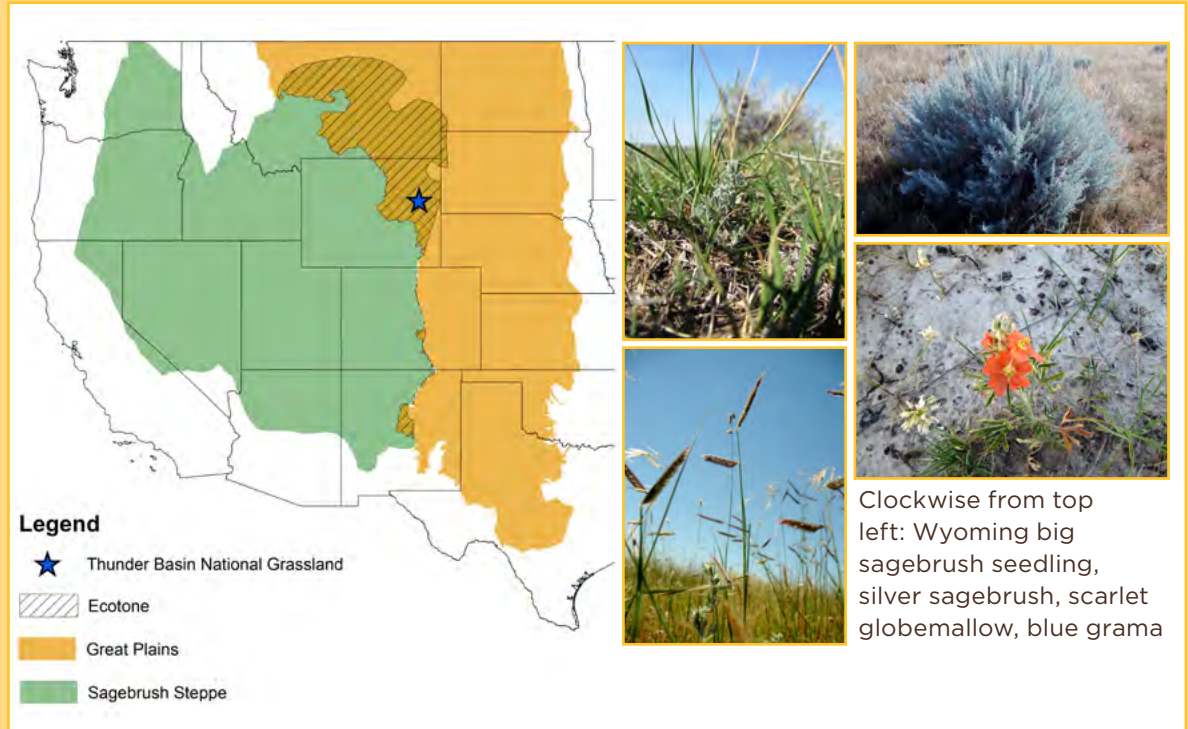 Legend
Thunder Basin National Grassland
Ecotone
Great Plains
Sagebrush Steppe
Clockwise from top
left: Wyoming big
sagebrush seedling,
silver sagebrush, scarlet
globemallow, blue grama